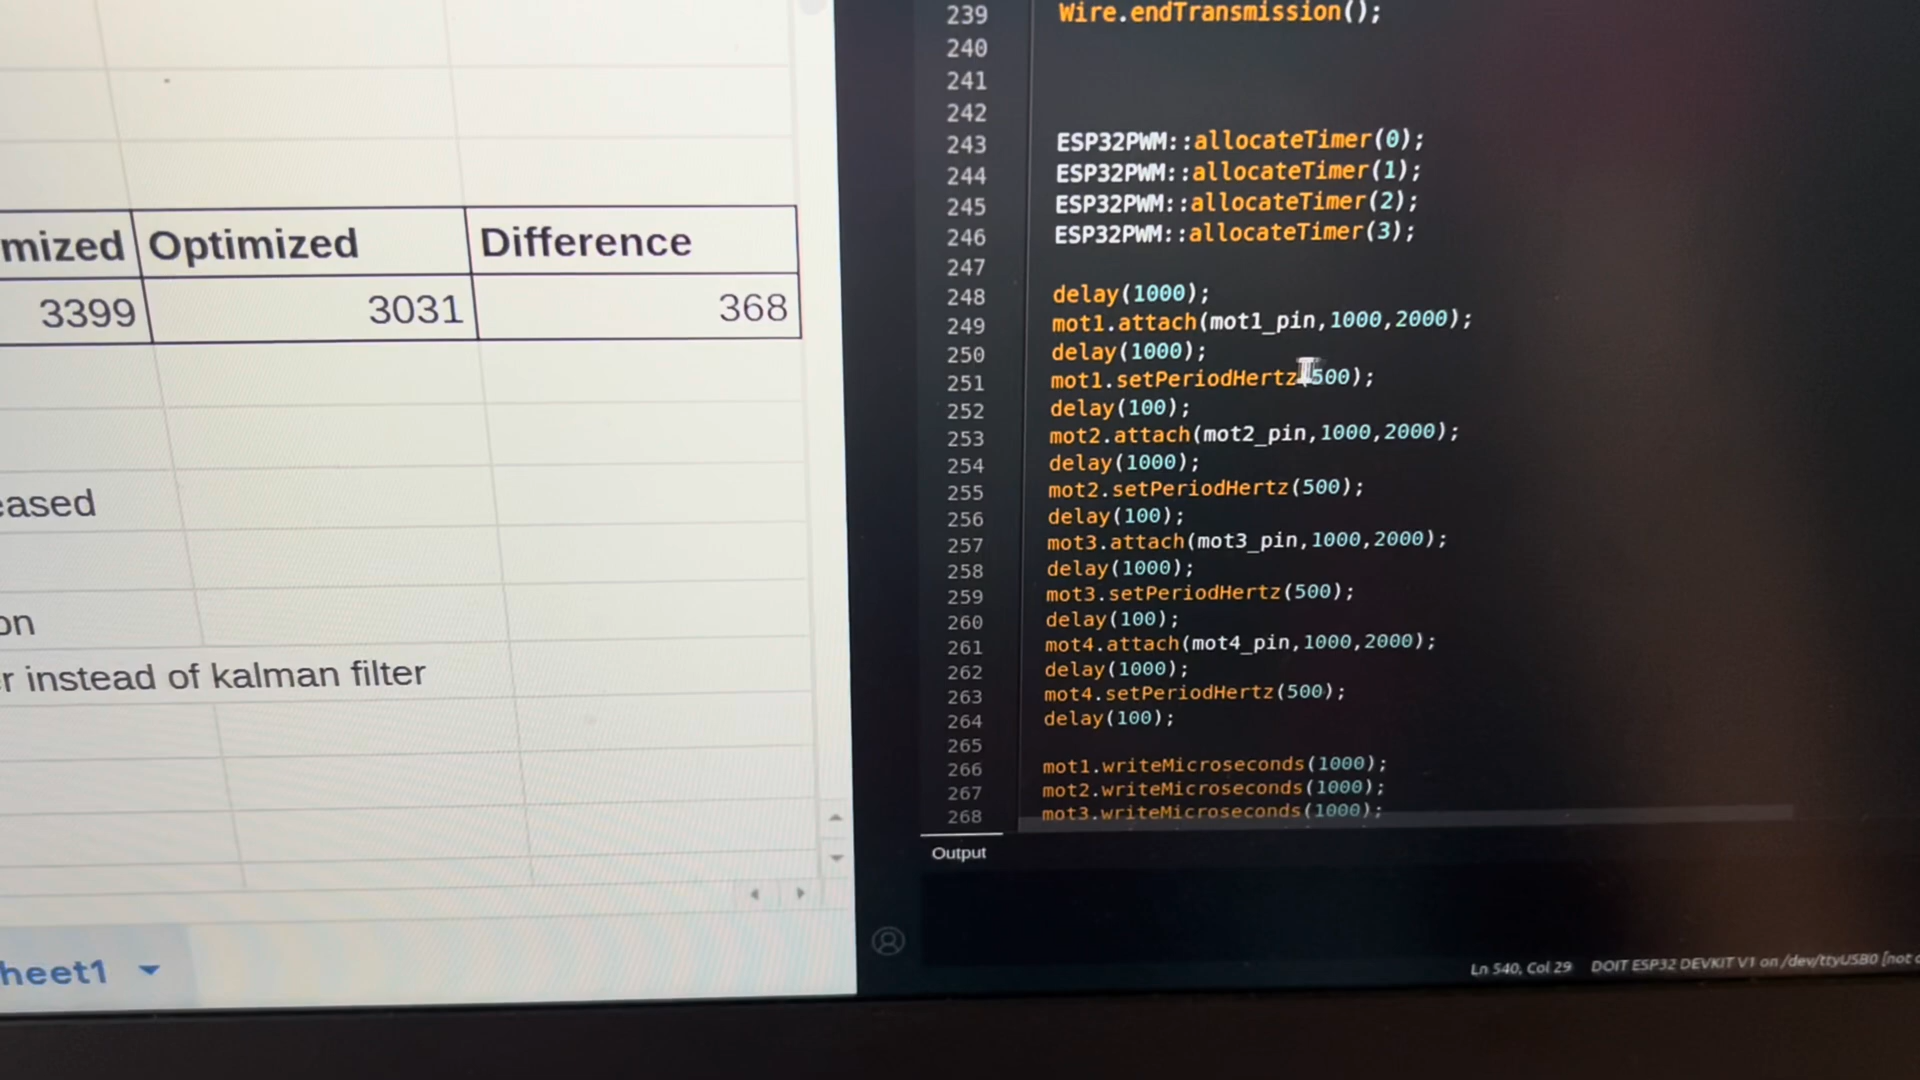 mized Optimized Difference
3399 3031 368
eased
on
r instead of kalman filter
heet1
239 Wire.endTransmission();
240
241
242
243 ESP32PWM::allocateTimer(0);
244 ESP32PWM::allocateTimer(1);
245 ESP32PWM::allocateTimer(2);
246 ESP32PWM::allocateTimer(3);
247
248 delay(1000);
249 mot1.attach(mot1_pin,1000,2000);
250 delay(1000);
251 mot1.setPeriodHertz(500);
252 delay(100);
253 mot2.attach(mot2_pin,1000,2000);
254 delay(1000);
255 mot2.setPeriodHertz(500);
256 delay(100);
257 mot3.attach(mot3_pin,1000,2000);
258 delay(1000);
259 mot3.setPeriodHertz(500);
260 delay(100);
261 mot4.attach(mot4_pin,1000,2000);
262 delay(1000);
263 mot4.setPeriodHertz(500);
264 delay(100);
265
266 mot1.writeMicroseconds(1000);
267 mot2.writeMicroseconds(1000);
268 mot3.writeMicroseconds(1000);
Output
Ln 540, Col 29 DOIT ESP32 DEVKIT V1 on /dev/ttyUSB0 [not c